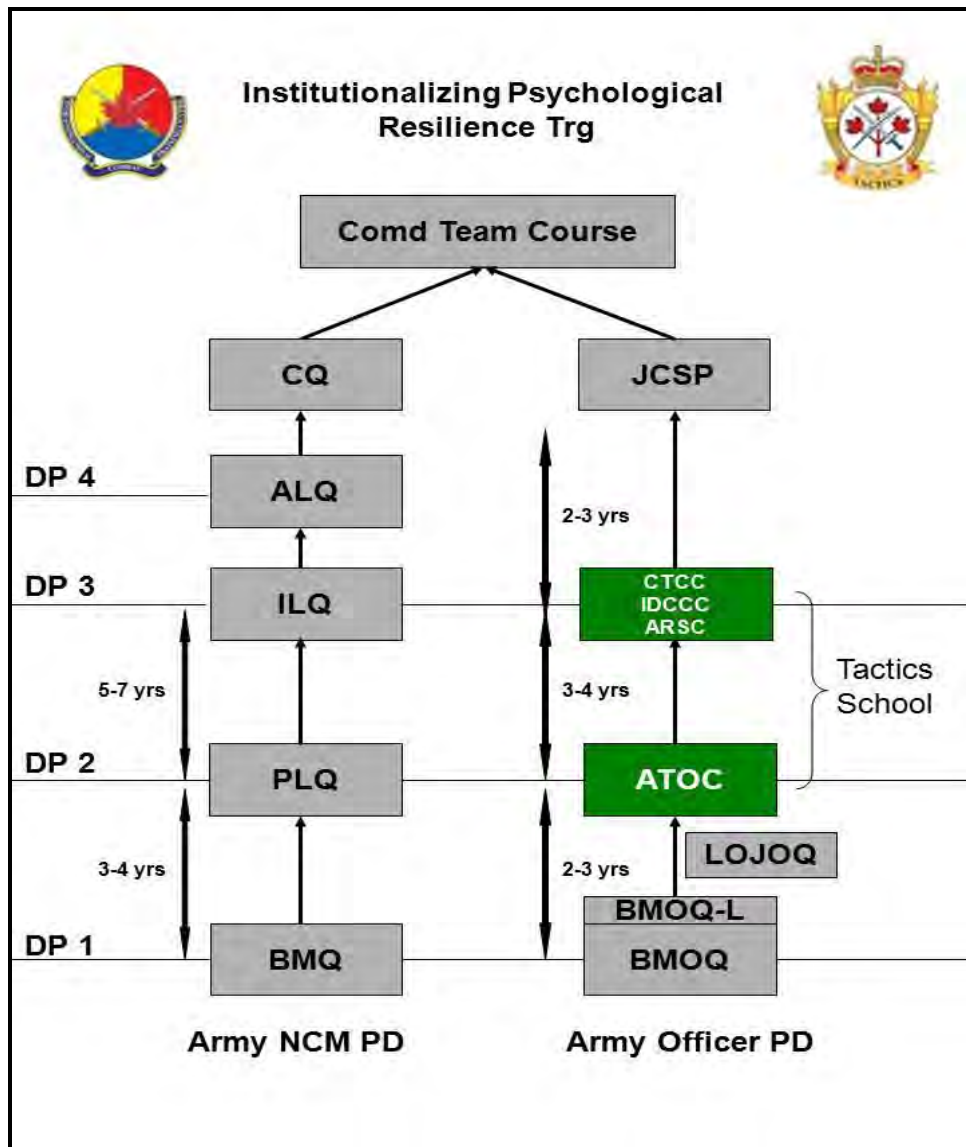 Institutionalizing Psychological
Resilience Trg
TACTICS
Comd Team Course
CQ
JCSP
DP 4
ALQ
2-3 yrs
DP 3
ILQ
CTCC
IDCCC
ARSC
5-7 yrs
3-4 yrs
Tactics
School
DP 2
PLQ
ATOC
LOJOQ
3-4 yrs
2-3 yrs
BMOQ-L
DP 1
BMQ
BMOQ
Army NCM PD
Army Officer PD